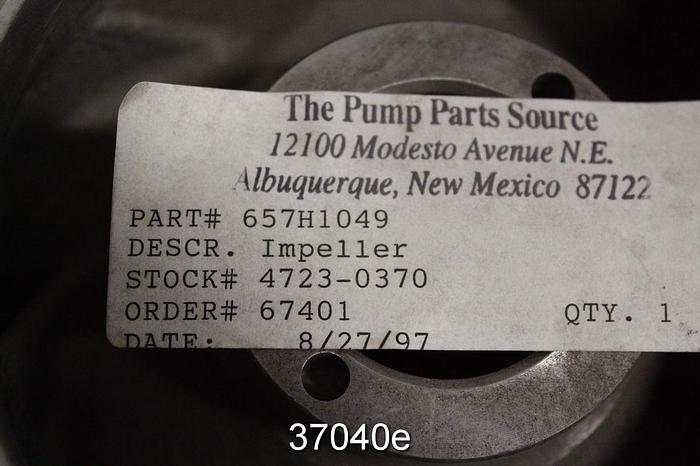 The Pump Parts Source
12100 Modesto Avenue N.E.
Albuquerque, New Mexico 87122
PART# 657H1049
DESCR. Impeller
STOCK# 4723-0370
ORDER# 67401 QTY. 1
DATE: 8/27/97
37040e